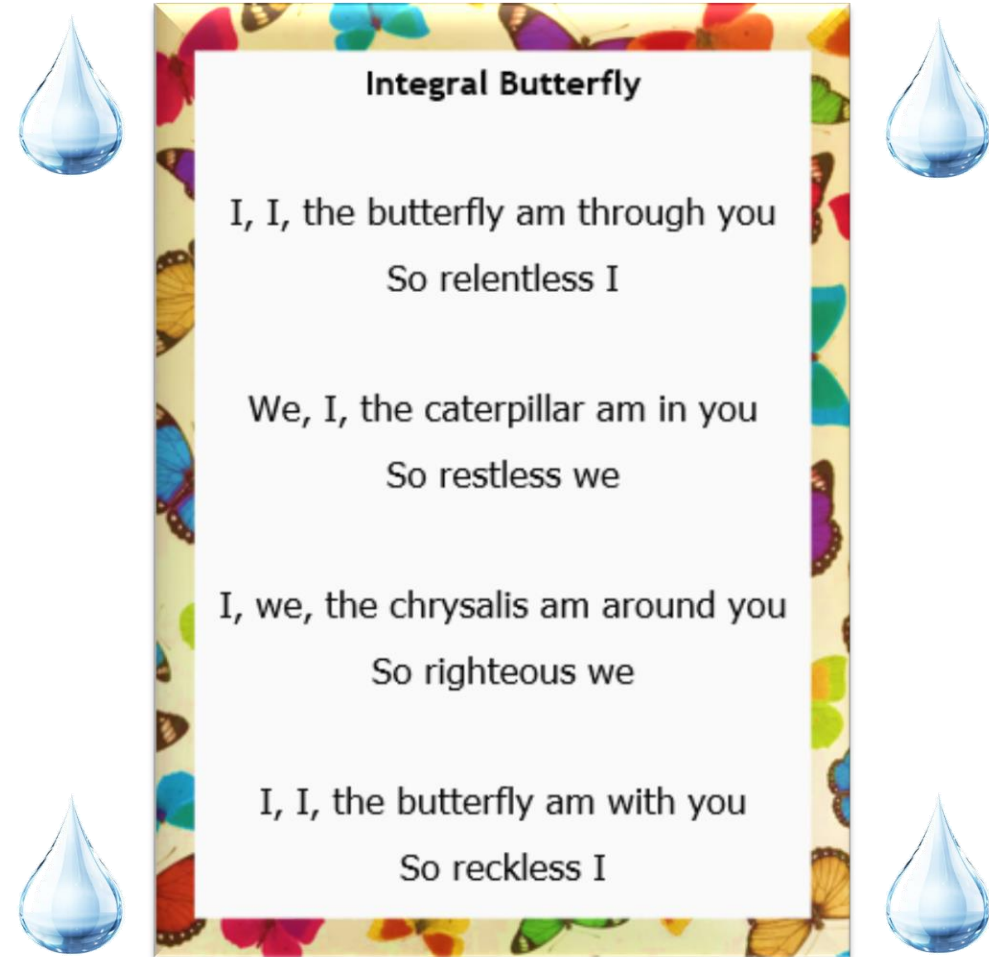 Integral Butterfly
I, I, the butterfly am through you
So relentless I
We, I, the caterpillar am in you
So restless we
I, we, the chrysalis am around you
So righteous we
I, I, the butterfly am with you
So reckless I